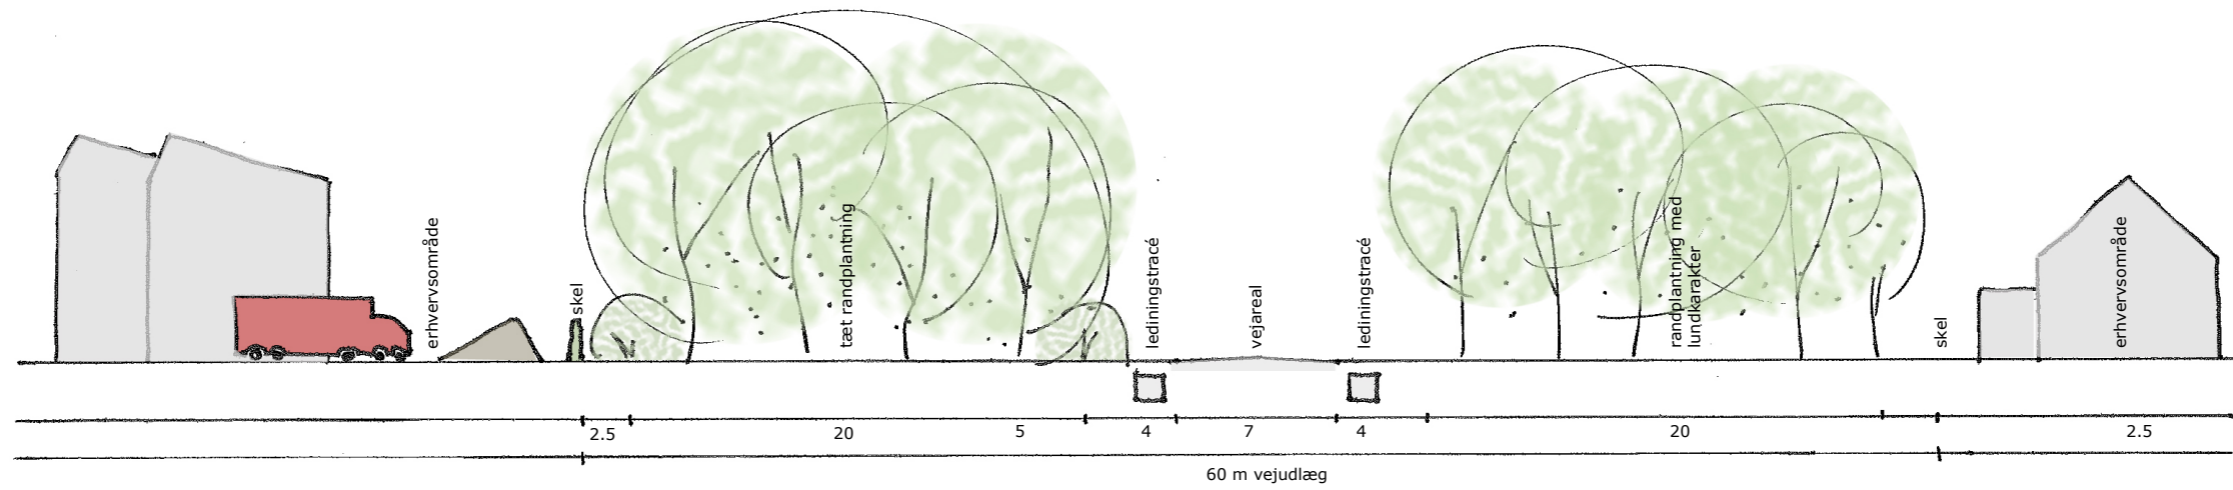 erhvervsområde
skel
tæt randplantning
ledningstracé
vejareal
ledningstracé
randplantning med
lundkarakter
skel
erhvervsområde
2.5
20
5
4
7
4
20
2.5
60 m vejudlæg